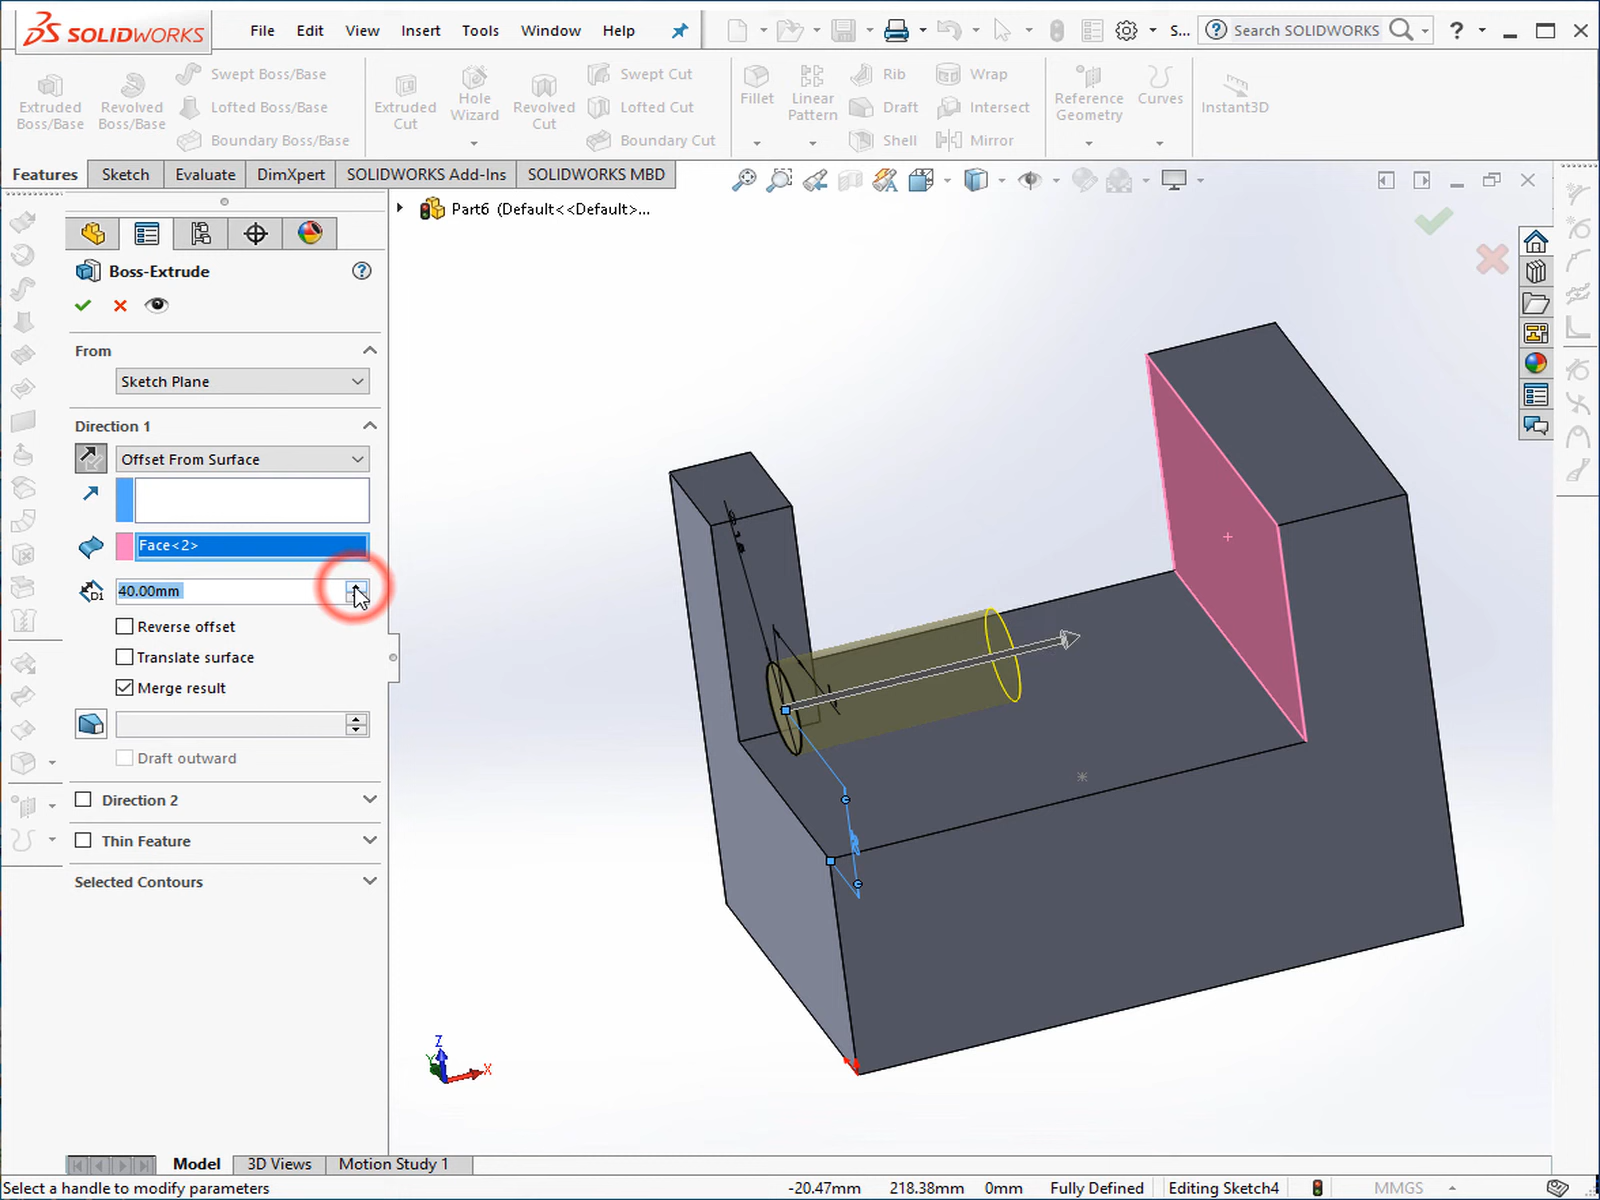 SOLIDWORKS
File Edit View Insert Tools Window Help
S... Search SOLIDWORKS ?
Extruded Boss/Base
Revolved Boss/Base
Swept Boss/Base
Lofted Boss/Base
Boundary Boss/Base
Extruded Cut
Hole Wizard
Revolved Cut
Swept Cut
Lofted Cut
Boundary Cut
Fillet
Linear Pattern
Rib
Draft
Shell
Wrap
Intersect
Mirror
Reference Geometry
Curves
Instant3D
Features Sketch Evaluate DimXpert SOLIDWORKS Add-Ins SOLIDWORKS MBD
Part6 (Default<<Default>...
Boss-Extrude
From
Sketch Plane
Direction 1
Offset From Surface
Face<2>
D1 40.00mm
Reverse offset
Translate surface
Merge result
Draft outward
Direction 2
Thin Feature
Selected Contours
Z
Y
X
Model 3D Views Motion Study 1
Select a handle to modify parameters -20.47mm 218.38mm 0mm Fully Defined Editing Sketch4 MMGS